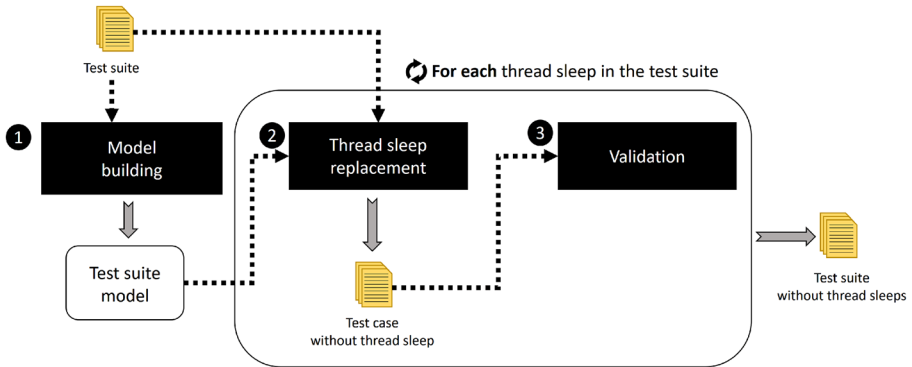 Test suite
For each thread sleep in the test suite
1
Model
building
2
Thread sleep
replacement
3
Validation
Test suite
model
Test case
without thread sleep
Test suite
without thread sleeps